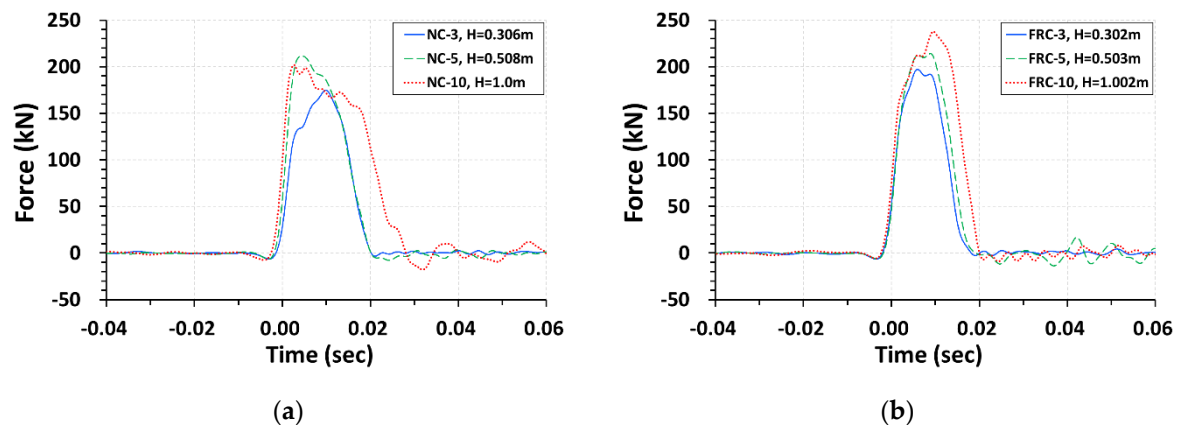 250
200
150
100
50
0
-50
Force (kN)
NC-3, H=0.306m
NC-5, H=0.508m
NC-10, H=1.0m
-0.04 -0.02 0.00 0.02 0.04 0.06
Time (sec)
(a)
250
200
150
100
50
0
-50
Force (kN)
FRC-3, H=0.302m
FRC-5, H=0.503m
FRC-10, H=1.002m
-0.04 -0.02 0.00 0.02 0.04 0.06
Time (sec)
(b)